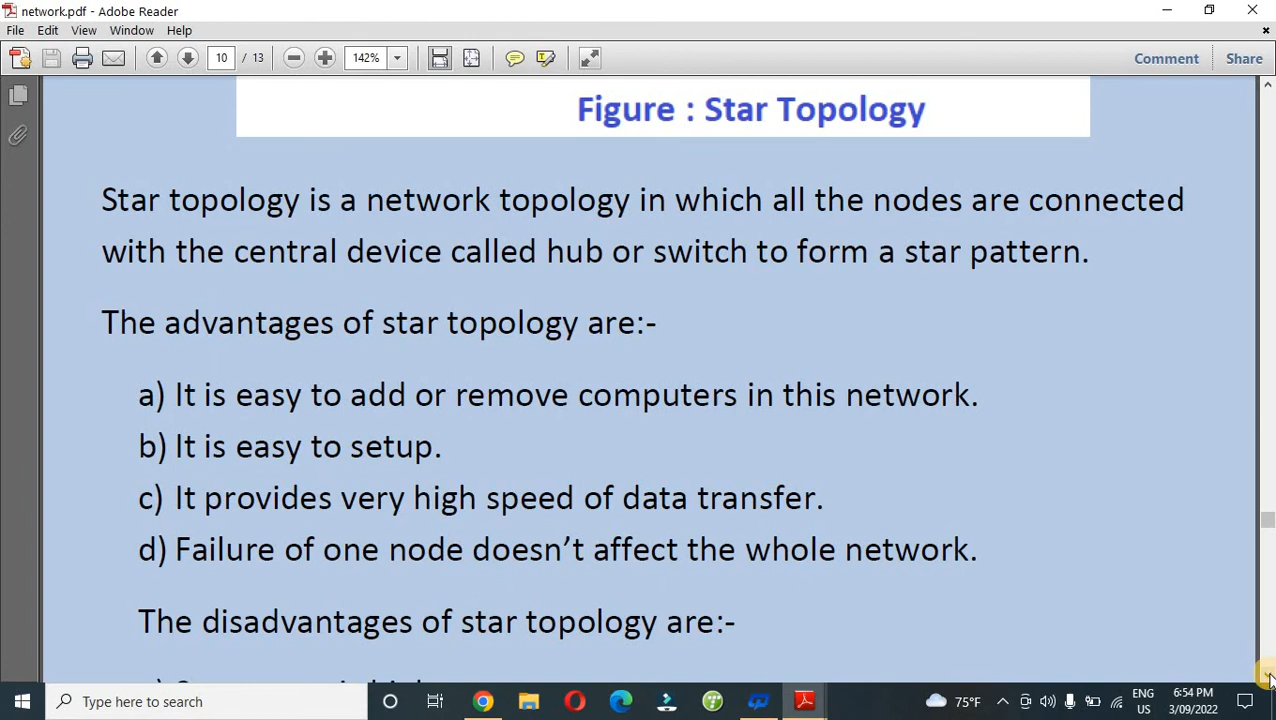 network.pdf - Adobe Reader
File Edit View Window Help
10 / 13 142% Comment Share
Figure : Star Topology
Star topology is a network topology in which all the nodes are connected
with the central device called hub or switch to form a star pattern.
The advantages of star topology are:-
a) It is easy to add or remove computers in this network.
b) It is easy to setup.
c) It provides very high speed of data transfer.
d) Failure of one node doesn’t affect the whole network.
The disadvantages of star topology are:-
Type here to search
75°F
ENG
US
6:54 PM
3/09/2022